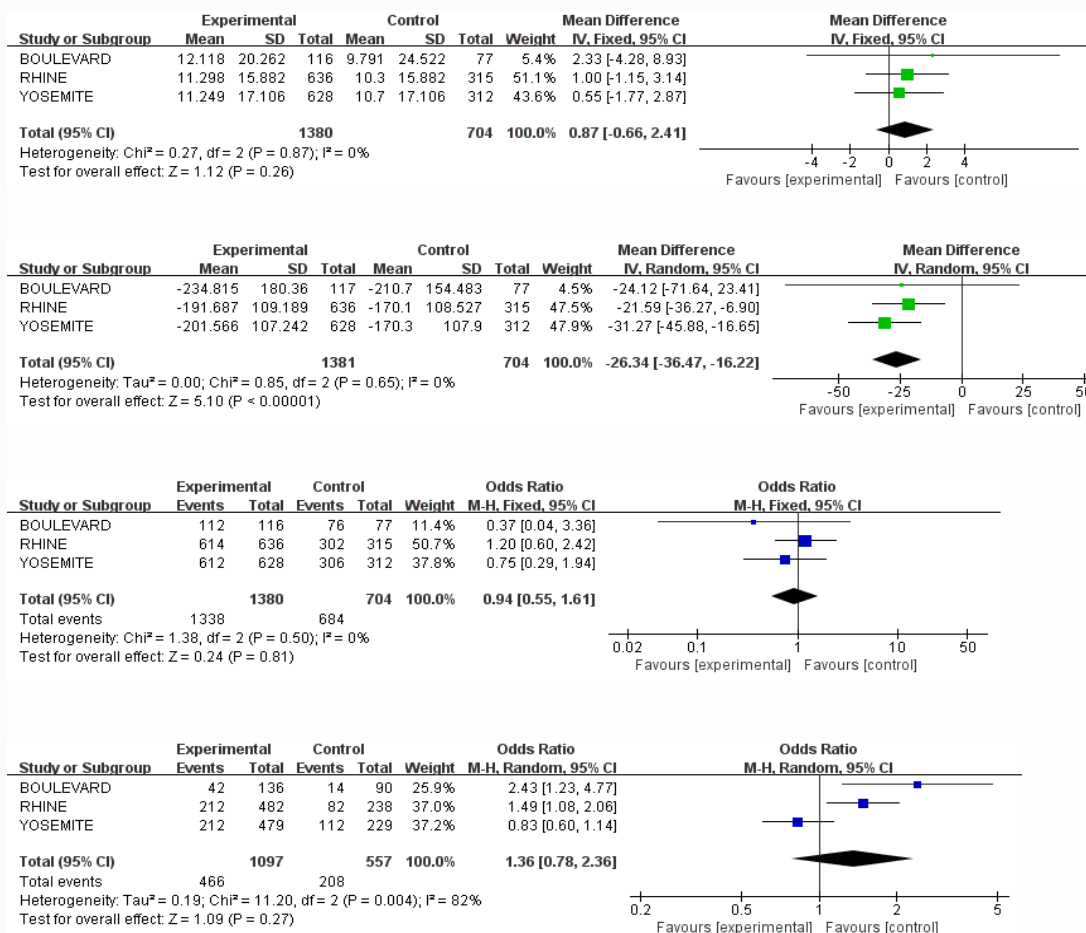 Experimental Control Mean Difference Mean Difference
Study or Subgroup Mean SD Total Mean SD Total Weight IV, Fixed, 95% CI IV, Fixed, 95% CI
BOULEVARD 12.118 20.262 116 9.791 24.522 77 5.4% 2.33 [-4.28, 8.93]
RHINE 11.298 15.882 636 10.3 15.882 315 51.1% 1.00 [-1.15, 3.14]
YOSEMITE 11.249 17.106 628 10.7 17.106 312 43.6% 0.55 [-1.77, 2.87]
Total (95% CI) 1380 704 100.0% 0.87 [-0.66, 2.41]
Heterogeneity: Chi² = 0.27, df = 2 (P = 0.87); I² = 0%
Test for overall effect: Z = 1.12 (P = 0.26)
-4 -2 0 2 4
Favours [experimental] Favours [control]
Experimental Control Mean Difference Mean Difference
Study or Subgroup Mean SD Total Mean SD Total Weight IV, Random, 95% CI IV, Random, 95% CI
BOULEVARD -234.815 180.36 117 -210.7 154.483 77 4.5% -24.12 [-71.64, 23.41]
RHINE -191.687 109.189 636 -170.1 108.527 315 47.5% -21.59 [-36.27, -6.90]
YOSEMITE -201.566 107.242 628 -170.3 107.9 312 47.9% -31.27 [-45.88, -16.65]
Total (95% CI) 1381 704 100.0% -26.34 [-36.47, -16.22]
Heterogeneity: Tau² = 0.00; Chi² = 0.85, df = 2 (P = 0.65); I² = 0%
Test for overall effect: Z = 5.10 (P < 0.00001)
-50 -25 0 25 50
Favours [experimental] Favours [control]
Experimental Control Odds Ratio Odds Ratio
Study or Subgroup Events Total Events Total Weight M-H, Fixed, 95% CI M-H, Fixed, 95% CI
BOULEVARD 112 116 76 77 11.4% 0.37 [0.04, 3.36]
RHINE 614 636 302 315 50.7% 1.20 [0.60, 2.42]
YOSEMITE 612 628 306 312 37.8% 0.75 [0.29, 1.94]
Total (95% CI) 1380 704 100.0% 0.94 [0.55, 1.61]
Total events 1338 684
Heterogeneity: Chi² = 1.38, df = 2 (P = 0.50); I² = 0%
Test for overall effect: Z = 0.24 (P = 0.81)
0.02 0.1 1 10 50
Favours [experimental] Favours [control]
Experimental Control Odds Ratio Odds Ratio
Study or Subgroup Events Total Events Total Weight M-H, Random, 95% CI M-H, Random, 95% CI
BOULEVARD 42 136 14 90 25.9% 2.43 [1.23, 4.77]
RHINE 212 482 82 238 37.0% 1.49 [1.08, 2.06]
YOSEMITE 212 479 112 229 37.2% 0.83 [0.60, 1.14]
Total (95% CI) 1097 557 100.0% 1.36 [0.78, 2.36]
Total events 466 208
Heterogeneity: Tau² = 0.19; Chi² = 11.20, df = 2 (P = 0.004); I² = 82%
Test for overall effect: Z = 1.09 (P = 0.27)
0.2 0.5 1 2 5
Favours [experimental] Favours [control]